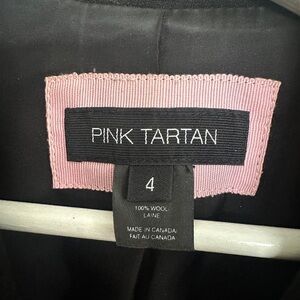 PINK TARTAN
4
100% WOOL
LAINE
MADE IN CANADA/
FAIT AU CANADA